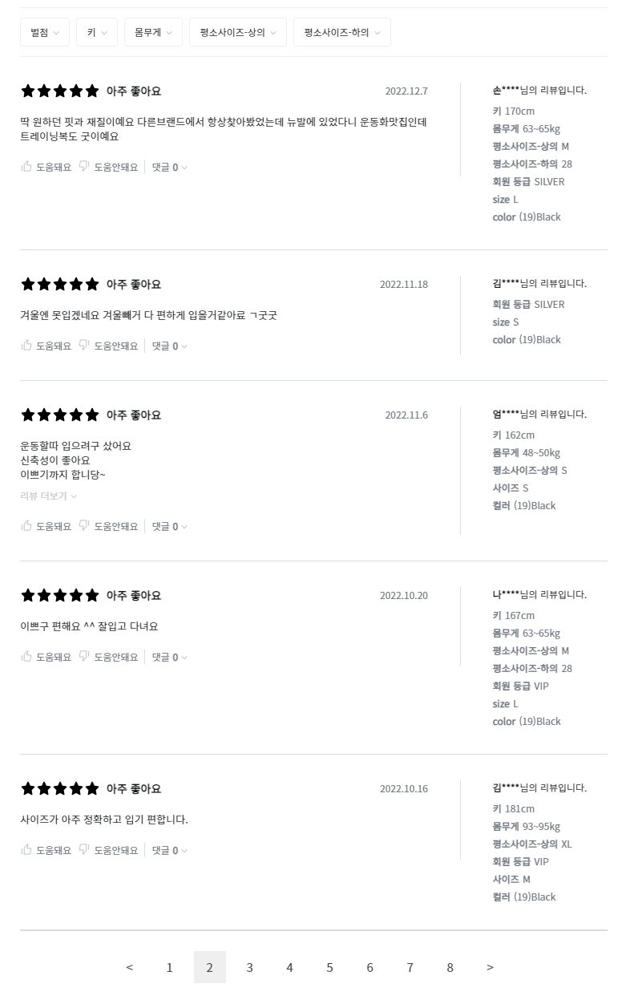 별점 키 몸무게 평소사이즈-상의 평소사이즈-하의
아주 좋아요 2022.12.7
딱 원하던 핏과 재질이예요 다른브랜드에서 항상찾아봤었는데 뉴발에 있었다니 운동화맛집인데
트레이닝복도 굿이예요
도움돼요 도움안돼요 댓글 0
손****님의 리뷰입니다.
키 170cm
몸무게 63~65kg
평소사이즈-상의 M
평소사이즈-하의 28
회원 등급 SILVER
size L
color (19)Black
아주 좋아요 2022.11.18
겨울엔 못입겠네요 겨울빼거 다 편하게 입을거같아료 ㄱ굿굿
도움돼요 도움안돼요 댓글 0
김****님의 리뷰입니다.
회원 등급 SILVER
size S
color (19)Black
아주 좋아요 2022.11.6
운동할따 입으려구 샀어요
신축성이 좋아요
이쁘기까지 합니당~
리뷰 더보기
도움돼요 도움안돼요 댓글 0
엄****님의 리뷰입니다.
키 162cm
몸무게 48~50kg
평소사이즈-상의 S
사이즈 S
컬러 (19)Black
아주 좋아요 2022.10.20
이쁘구 편해요 ^^ 잘입고 다녀요
도움돼요 도움안돼요 댓글 0
나****님의 리뷰입니다.
키 167cm
몸무게 63~65kg
평소사이즈-상의 M
평소사이즈-하의 28
회원 등급 VIP
size L
color (19)Black
아주 좋아요 2022.10.16
사이즈가 아주 정확하고 입기 편합니다.
도움돼요 도움안돼요 댓글 0
김****님의 리뷰입니다.
키 181cm
몸무게 93~95kg
평소사이즈-상의 XL
회원 등급 VIP
사이즈 M
컬러 (19)Black
< 1 2 3 4 5 6 7 8 >